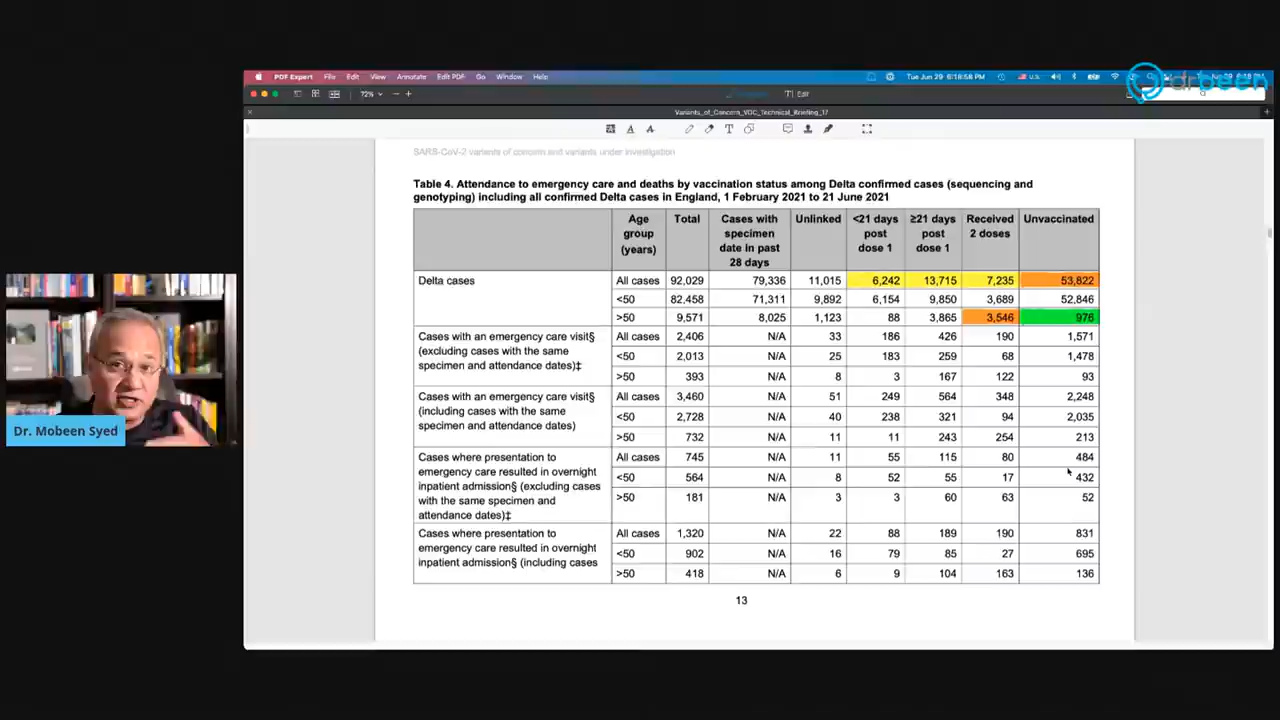 PDF Expert File Edit View Annotate Edit PDF Go Window Help
U.S. Tue Jun 29 6:18:58 PM
drbeen
72%
Edit
Variants_of_Concern_VOC_Technical_Briefing_17
SARS-CoV-2 variants of concern and variants under investigation
Table 4. Attendance to emergency care and deaths by vaccination status among Delta confirmed cases (sequencing and
genotyping) including all confirmed Delta cases in England, 1 February 2021 to 21 June 2021
Age group (years) Total Cases with specimen date in past 28 days Unlinked <21 days post dose 1 ≥21 days post dose 1 Received 2 doses Unvaccinated
Delta cases All cases 92,029 79,336 11,015 6,242 13,715 7,235 53,822
<50 82,458 71,311 9,892 6,154 9,850 3,689 52,846
>50 9,571 8,025 1,123 88 3,865 3,546 976
Cases with an emergency care visit§ All cases 2,406 N/A 33 186 426 190 1,571
(excluding cases with the same <50 2,013 N/A 25 183 259 68 1,478
specimen and attendance dates)‡ >50 393 N/A 8 3 167 122 93
Cases with an emergency care visit§ All cases 3,460 N/A 51 249 564 348 2,248
(including cases with the same <50 2,728 N/A 40 238 321 94 2,035
specimen and attendance dates) >50 732 N/A 11 11 243 254 213
Cases where presentation to All cases 745 N/A 11 55 115 80 484
emergency care resulted in overnight
inpatient admission§ (excluding cases <50 564 N/A 8 52 55 17 432
with the same specimen and >50 181 N/A 3 3 60 63 52
attendance dates)‡
Cases where presentation to All cases 1,320 N/A 22 88 189 190 831
emergency care resulted in overnight <50 902 N/A 16 79 85 27 695
inpatient admission§ (including cases >50 418 N/A 6 9 104 163 136
13
Dr. Mobeen Syed